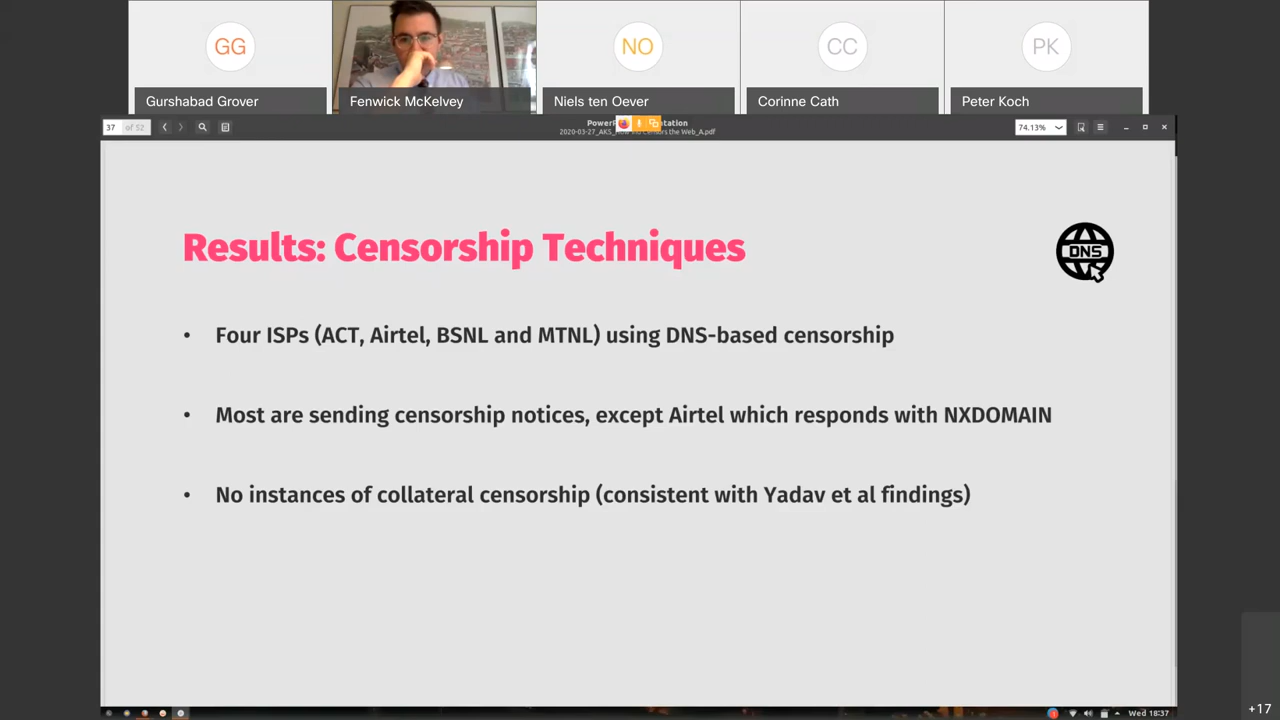 GG
NO
CC
PK
Gurshabad Grover
Fenwick McKelvey
Niels ten Oever
Corinne Cath
Peter Koch
37 of 52
74.13%
Results: Censorship Techniques
DNS
• Four ISPs (ACT, Airtel, BSNL and MTNL) using DNS-based censorship
• Most are sending censorship notices, except Airtel which responds with NXDOMAIN
• No instances of collateral censorship (consistent with Yadav et al findings)
Wed 18:37
+17